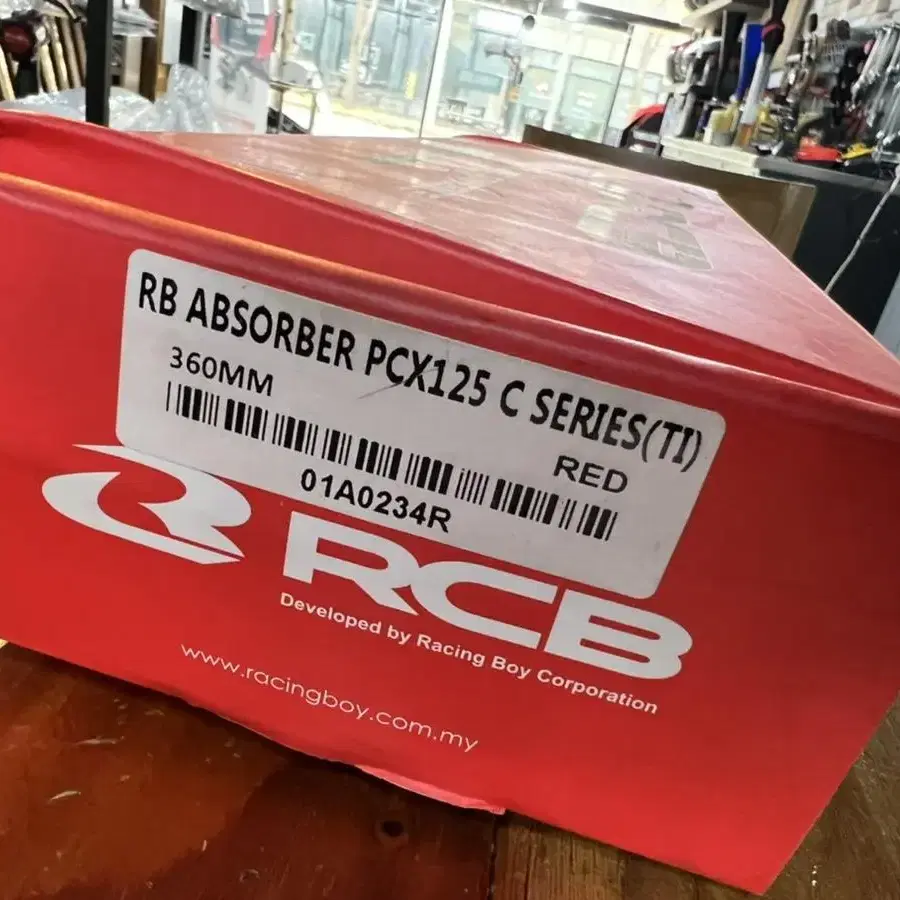 RB ABSORBER PCX125 C SERIES(TI)
360MM
RED
01A0234R
RCB
Developed by Racing Boy Corporation
www.racingboy.com.my